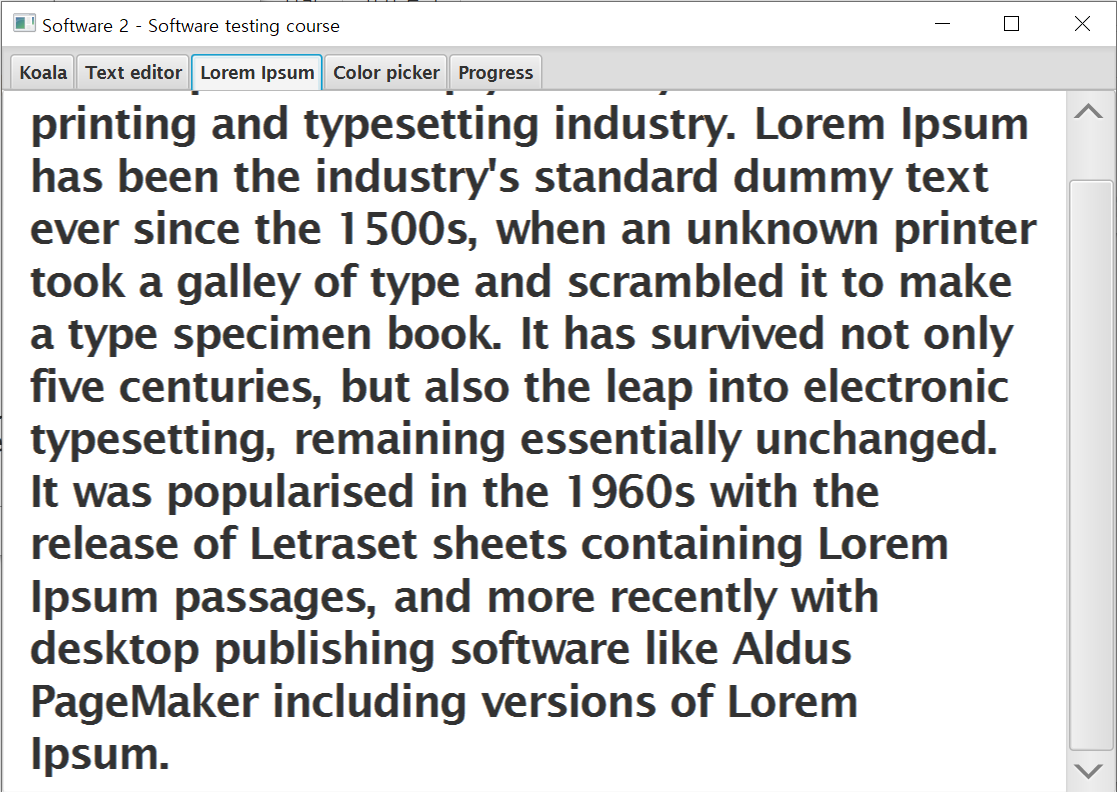 Software 2 - Software testing course
Koala Text editor Lorem Ipsum Color picker Progress
printing and typesetting industry. Lorem Ipsum
has been the industry's standard dummy text
ever since the 1500s, when an unknown printer
took a galley of type and scrambled it to make
a type specimen book. It has survived not only
five centuries, but also the leap into electronic
typesetting, remaining essentially unchanged.
It was popularised in the 1960s with the
release of Letraset sheets containing Lorem
Ipsum passages, and more recently with
desktop publishing software like Aldus
PageMaker including versions of Lorem
Ipsum.